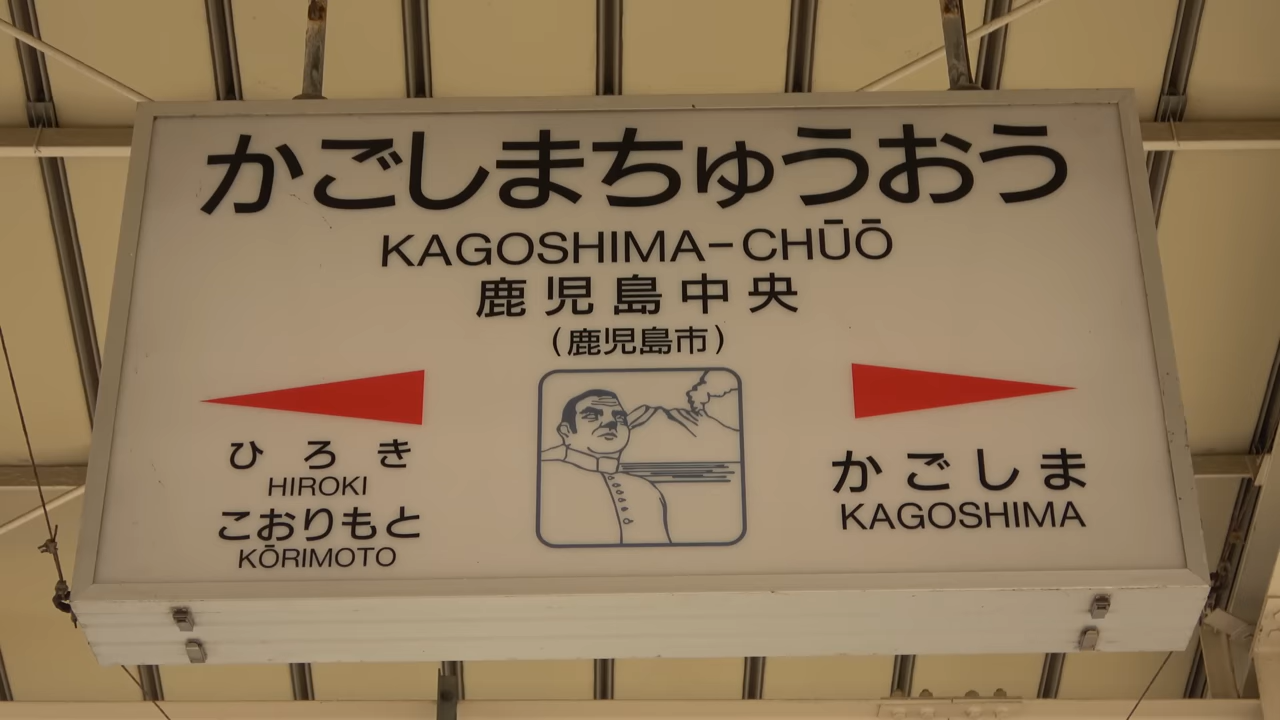 かごしまちゅうおう
KAGOSHIMA-CHŪŌ
鹿児島中央
(鹿児島市)
ひろき
HIROKI
こおりもと
KŌRIMOTO
かごしま
KAGOSHIMA